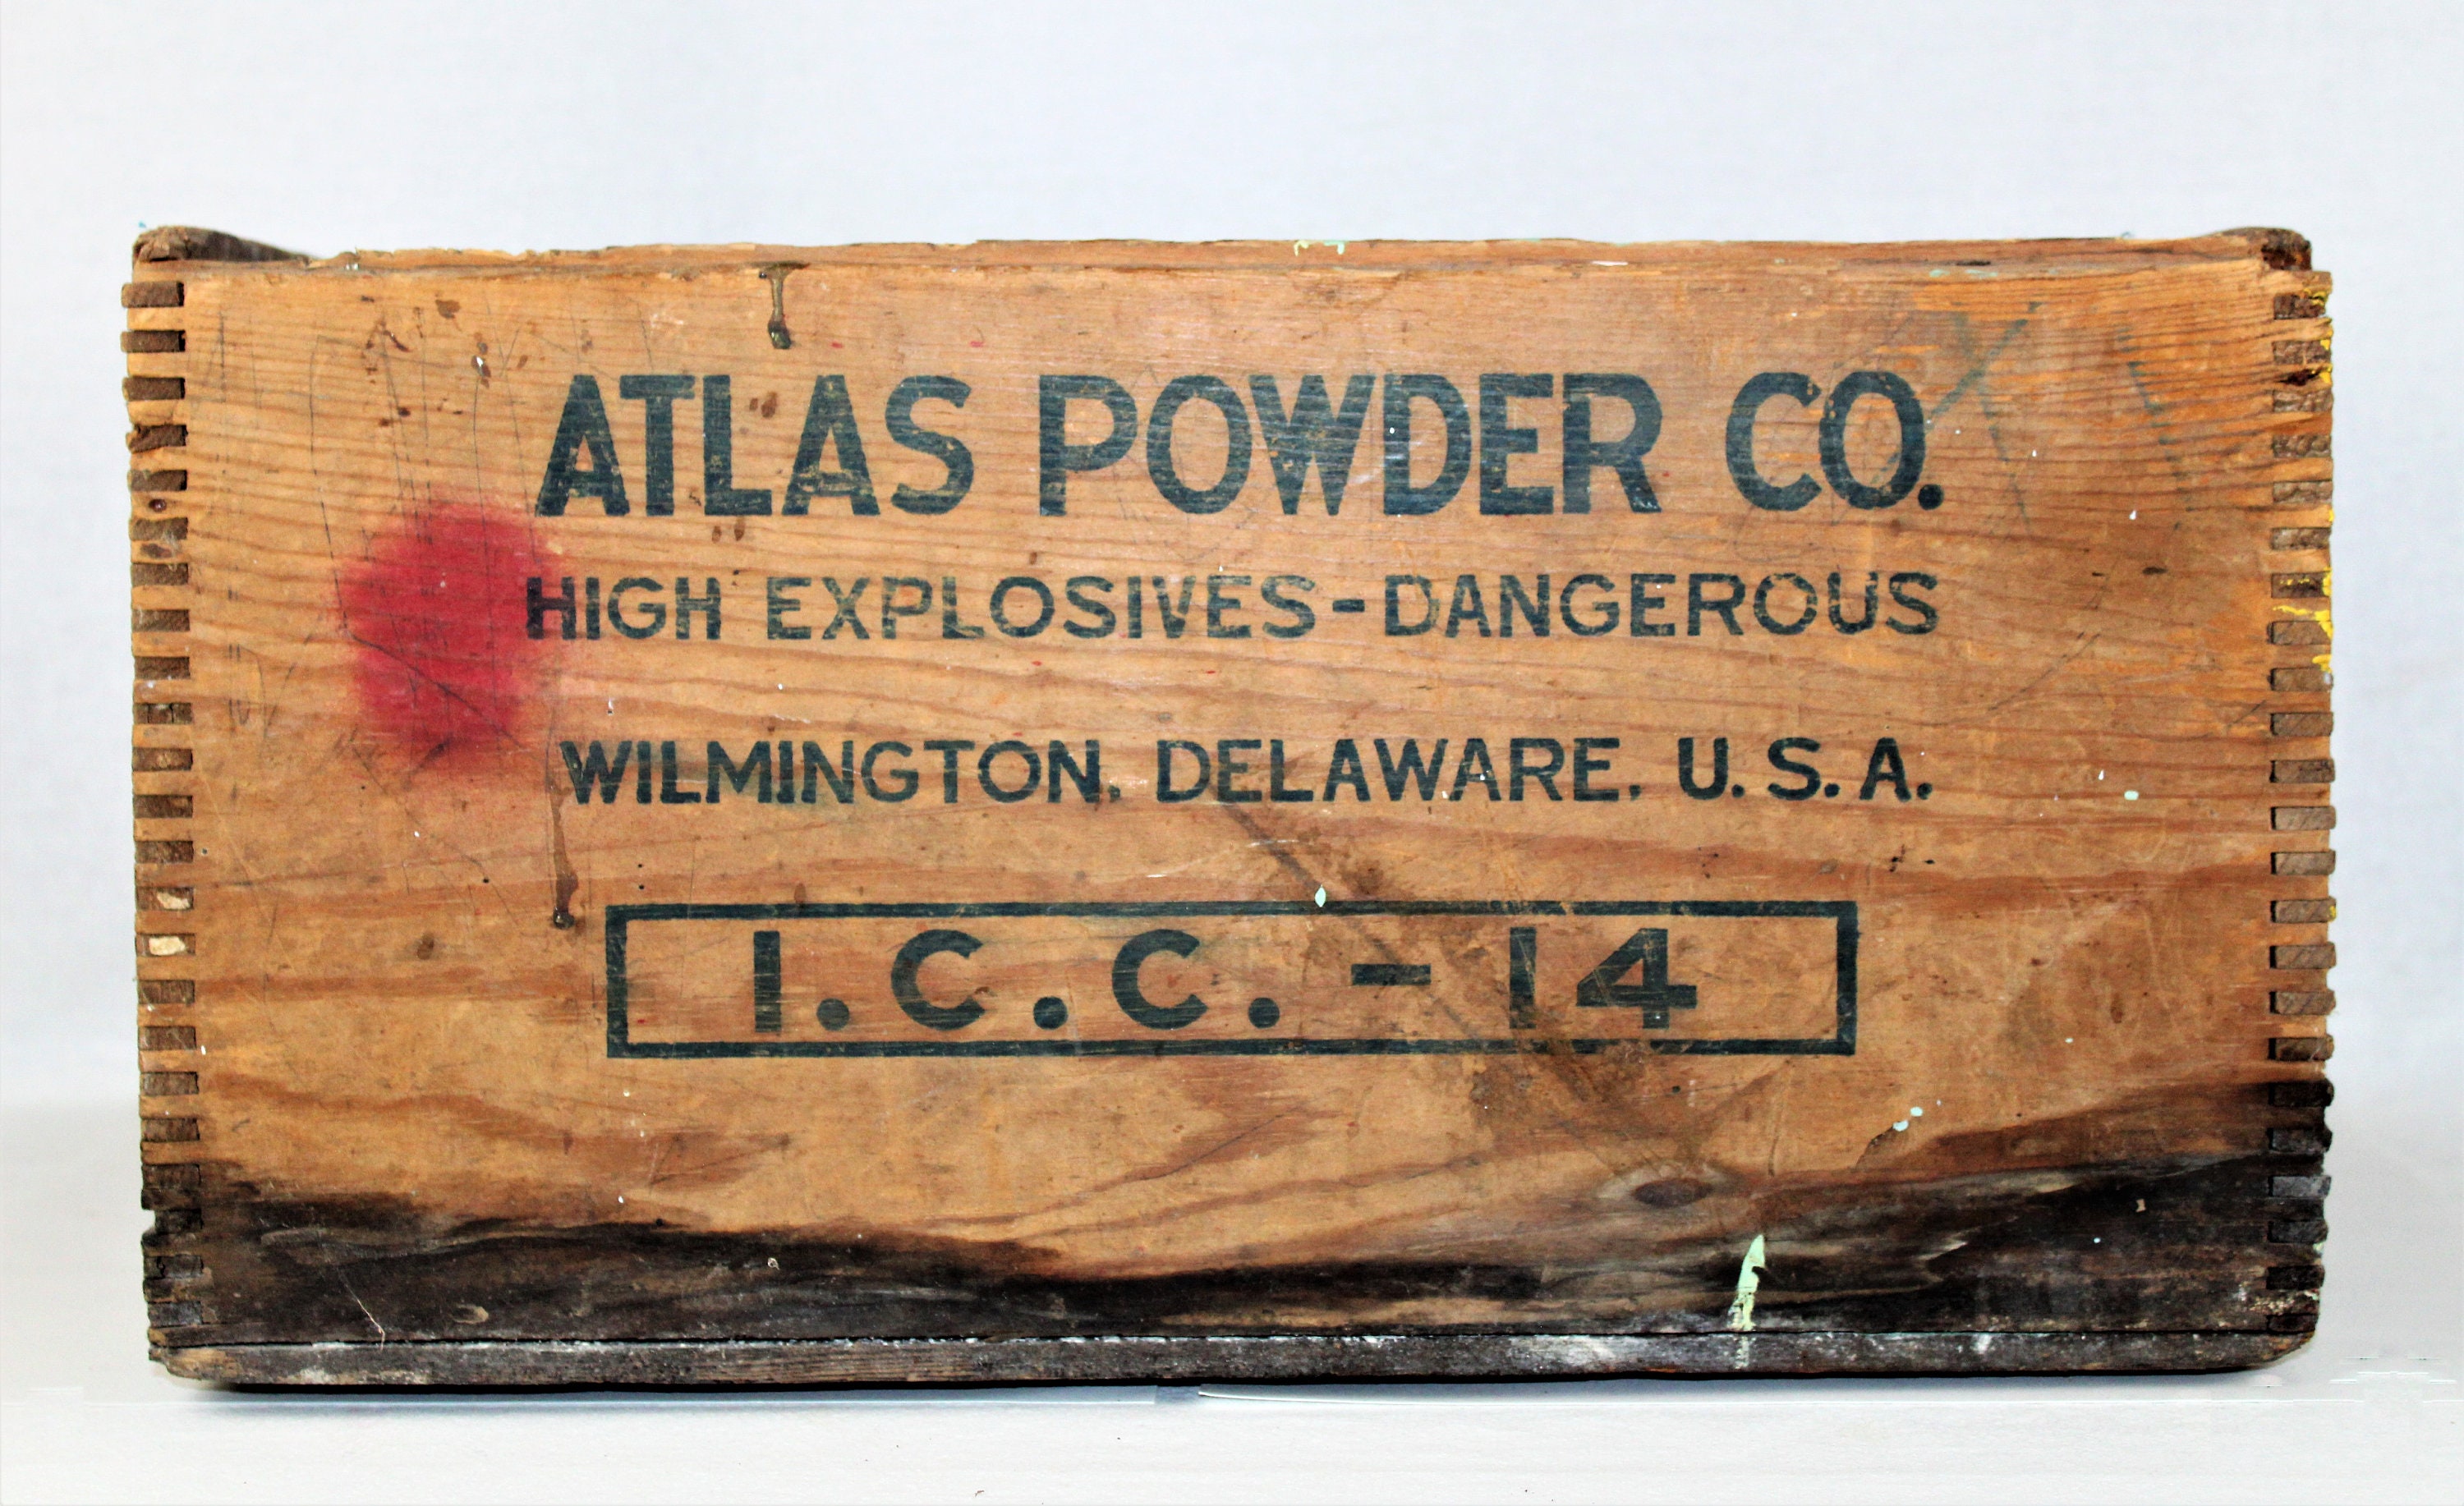 ATLAS POWDER CO.
HIGH EXPLOSIVES-DANGEROUS
WILMINGTON, DELAWARE. U.S.A.
I.C.C. - 14